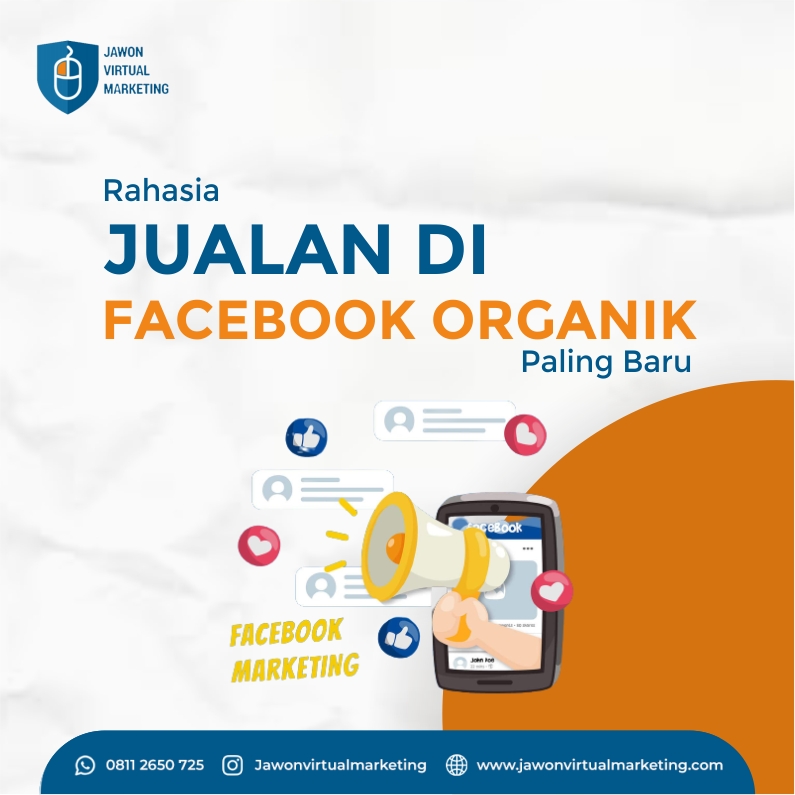 JAWON
VIRTUAL
MARKETING
Rahasia
JUALAN DI
FACEBOOK ORGANIK
Paling Baru
FACEBOOK
MARKETING
0811 2650 725 Jawonvirtualmarketing www.jawonvirtualmarketing.com